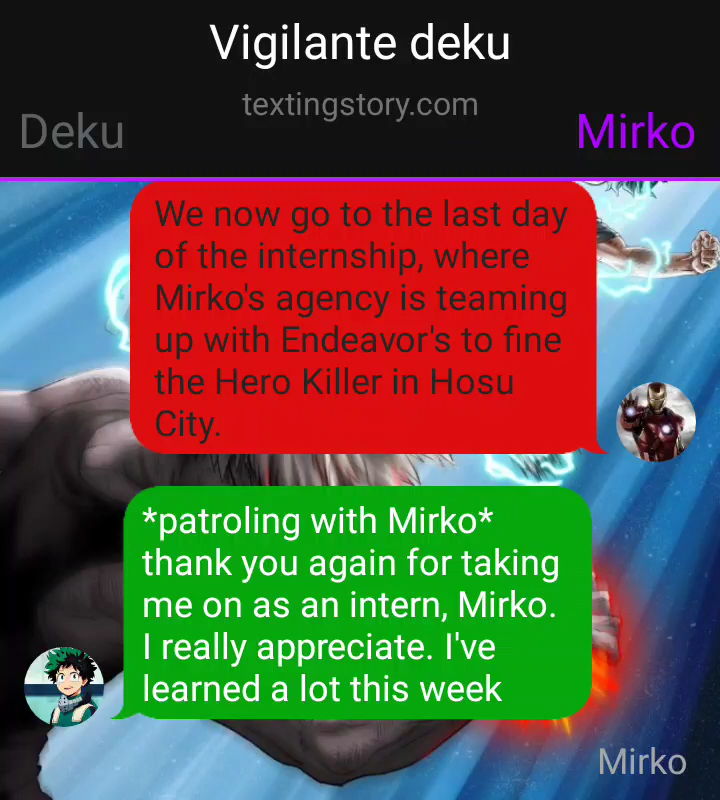 Vigilante deku
textingstory.com
Deku
Mirko
We now go to the last day
of the internship, where
Mirko's agency is teaming
up with Endeavor's to fine
the Hero Killer in Hosu
City.
*patroling with Mirko*
thank you again for taking
me on as an intern, Mirko.
I really appreciate. I've
learned a lot this week
Mirko